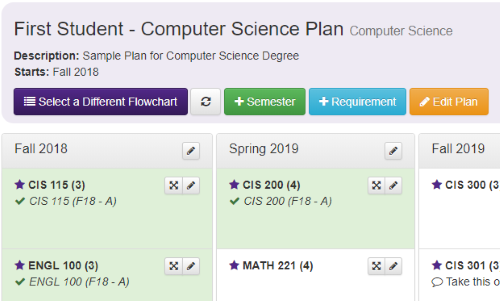 First Student - Computer Science Plan Computer Science
Description: Sample Plan for Computer Science Degree
Starts: Fall 2018
Select a Different Flowchart
Semester
Requirement
Edit Plan
Fall 2018
Spring 2019
Fall 2019
CIS 115 (3)
CIS 200 (4)
CIS 300 (3
CIS 115 (F18 - A)
CIS 200 (F18 - A)
ENGL 100 (3)
MATH 221 (4)
CIS 301 (3
ENGL 100 (F18 - A)
Take this o